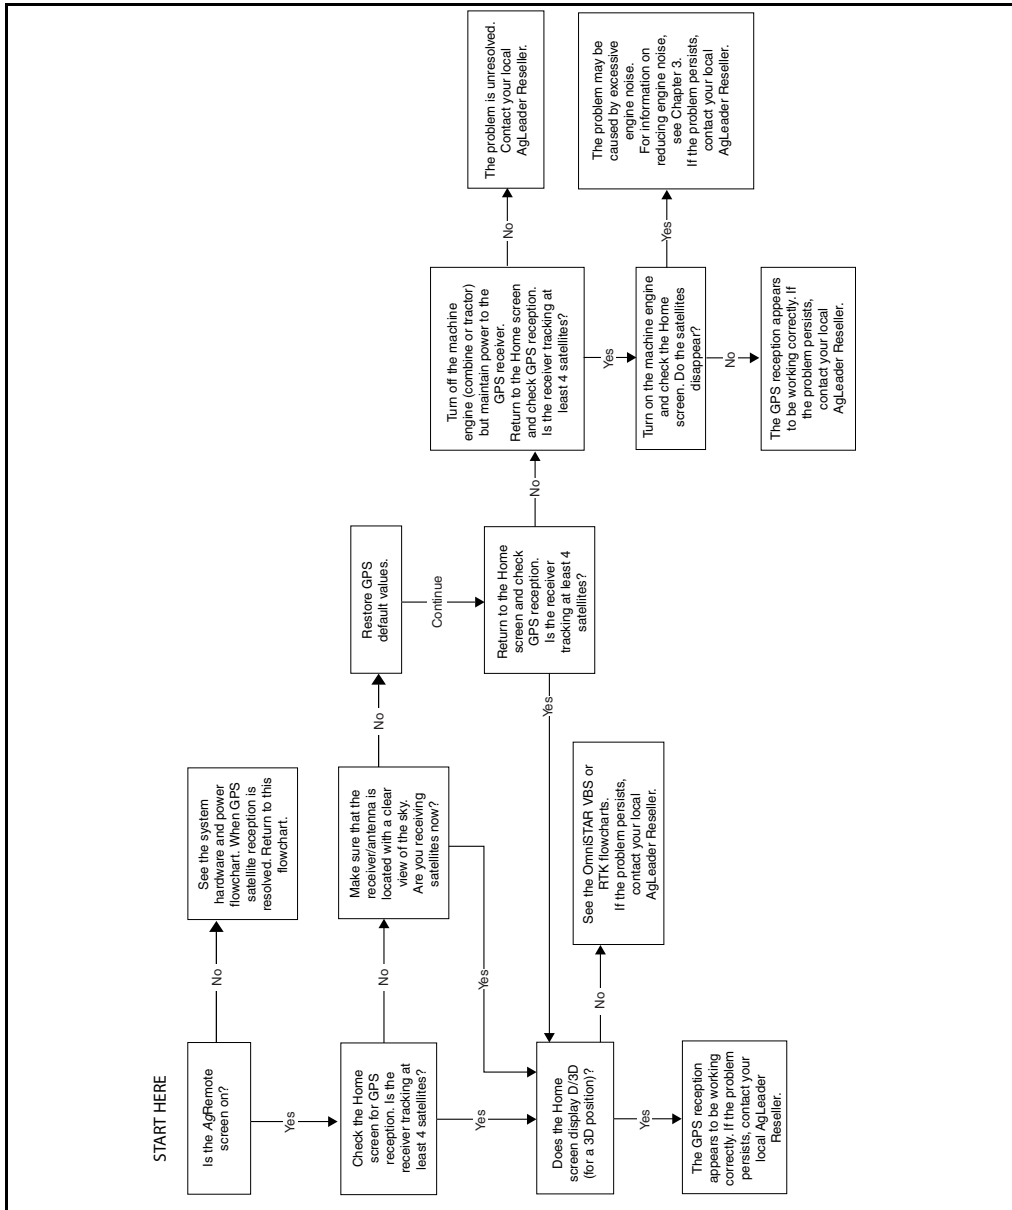 START HERE
Is the AgRemote
screen on?
No
See the system
hardware and power
flowchart. When GPS
satellite reception is
resolved. Return to this
flowchart.
Yes
Check the Home
screen for GPS
reception. Is the
receiver tracking at
least 4 satellites?
No
Make sure that the
receiver/antenna is
located with a clear
view of the sky.
Are you receiving
satellites now?
No
Restore GPS
default values.
Continue
Yes
Yes
Return to the Home
screen and check
GPS reception.
Is the receiver
tracking at least 4
satellites?
Yes
No
Turn off the machine
engine (combine or tractor)
but maintain power to the
GPS receiver.
Return to the Home screen
and check GPS reception.
Is the receiver tracking at
least 4 satellites?
No
The problem is unresolved.
Contact your local
AgLeader Reseller.
Yes
Turn on the machine engine
and check the Home
screen. Do the satellites
disappear?
Yes
The problem may be
caused by excessive
engine noise.
For information on
reducing engine noise,
see Chapter 3.
If the problem persists,
contact your local
AgLeader Reseller.
No
The GPS reception appears
to be working correctly. If
the problem persists,
contact your local
AgLeader Reseller.
Does the Home
screen display D/3D
(for a 3D position)?
No
See the OmniSTAR VBS or
RTK flowcharts.
If the problem persists,
contact your local
AgLeader Reseller.
Yes
The GPS reception
appears to be working
correctly. If the problem
persists, contact your
local AgLeader
Reseller.